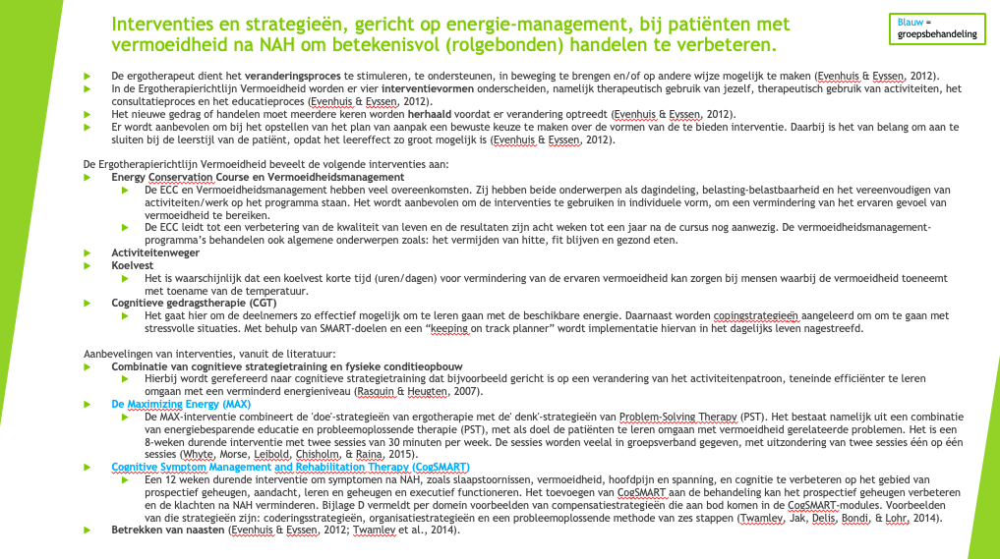 Interventies en strategieën, gericht op energie-management, bij patiënten met
vermoeidheid na NAH om betekenisvol (rolgebonden) handelen te verbeteren.
Blauw =
groepsbehandeling
De ergotherapeut dient het veranderingsproces te stimuleren, te ondersteunen, in beweging te brengen en/of op andere wijze mogelijk te maken (Evenhuis & Eyssen, 2012).
In de Ergotherapierichtlijn Vermoeidheid worden er vier interventievormen onderscheiden, namelijk therapeutisch gebruik van jezelf, therapeutisch gebruik van activiteiten, het
consultatieproces en het educatieproces (Evenhuis & Eyssen, 2012).
Het nieuwe gedrag of handelen moet meerdere keren worden herhaald voordat er verandering optreedt (Evenhuis & Eyssen, 2012).
Er wordt aanbevolen om bij het opstellen van het plan van aanpak een bewuste keuze te maken over de vormen van de te bieden interventie. Daarbij is het van belang om aan te
sluiten bij de leerstijl van de patiënt, opdat het leereffect zo groot mogelijk is (Evenhuis & Eyssen, 2012).
De Ergotherapierichtlijn Vermoeidheid beveelt de volgende interventies aan:
Energy Conservation Course en Vermoeidheidsmanagement
De ECC en Vermoeidheidsmanagement hebben veel overeenkomsten. Zij hebben beide onderwerpen als dagindeling, belasting-belastbaarheid en het vereenvoudigen van
activiteiten/werk op het programma staan. Het wordt aanbevolen om de interventies te gebruiken in individuele vorm, om een vermindering van het ervaren gevoel van
vermoeidheid te bereiken.
De ECC leidt tot een verbetering van de kwaliteit van leven en de resultaten zijn acht weken tot een jaar na de cursus nog aanwezig. De vermoeidheidsmanagement-
programma's behandelen ook algemene onderwerpen zoals: het vermijden van hitte, fit blijven en gezond eten.
Activiteitenweger
Koelvest
Het is waarschijnlijk dat een koelvest korte tijd (uren/dagen) voor vermindering van de ervaren vermoeidheid kan zorgen bij mensen waarbij de vermoeidheid toeneemt
met toename van de temperatuur.
Cognitieve gedragstherapie (CGT)
Het gaat hier om de deelnemers zo effectief mogelijk om te leren gaan met de beschikbare energie. Daarnaast worden copingstrategieën aangeleerd om om te gaan met
stressvolle situaties. Met behulp van SMART-doelen en een “keeping on track planner” wordt implementatie hiervan in het dagelijks leven nagestreefd.
Aanbevelingen van interventies, vanuit de literatuur:
Combinatie van cognitieve strategietraining en fysieke conditieopbouw
Hierbij wordt gerefereerd naar cognitieve strategietraining dat bijvoorbeeld gericht is op een verandering van het activiteitenpatroon, teneinde efficiënter te leren
omgaan met een verminderd energieniveau (Rasquin & Heugten, 2007).
De Maximizing Energy (MAX)
De MAX-interventie combineert de 'doe'-strategieën van ergotherapie met de' denk'-strategieën van Problem-Solving Therapy (PST). Het bestaat namelijk uit een combinatie
van energiebesparende educatie en probleemoplossende therapie (PST), met als doel de patiënten te leren omgaan met vermoeidheid gerelateerde problemen. Het is een
8-weken durende interventie met twee sessies van 30 minuten per week. De sessies worden veelal in groepsverband gegeven, met uitzondering van twee sessies één op één
sessies (Whyte, Morse, Leibold, Chisholm, & Raina, 2015).
Cognitive Symptom Management and Rehabilitation Therapy (CogSMART)
Een 12 weken durende interventie om symptomen na NAH, zoals slaapstoornissen, vermoeidheid, hoofdpijn en spanning, en cognitie te verbeteren op het gebied van
prospectief geheugen, aandacht, leren en geheugen en executief functioneren. Het toevoegen van CogSMART aan de behandeling kan het prospectief geheugen verbeteren
en de klachten na NAH verminderen. Bijlage D vermeldt per domein voorbeelden van compensatiestrategieën die aan bod komen in de CogSMART-modules. Voorbeelden
van die strategieën zijn: coderingsstrategieën, organisatiestrategieën en een probleemoplossende methode van zes stappen (Twamley, Jak, Delis, Bondi, & Lohr, 2014).
Betrekken van naasten (Evenhuis & Eyssen, 2012; Twamley et al., 2014).